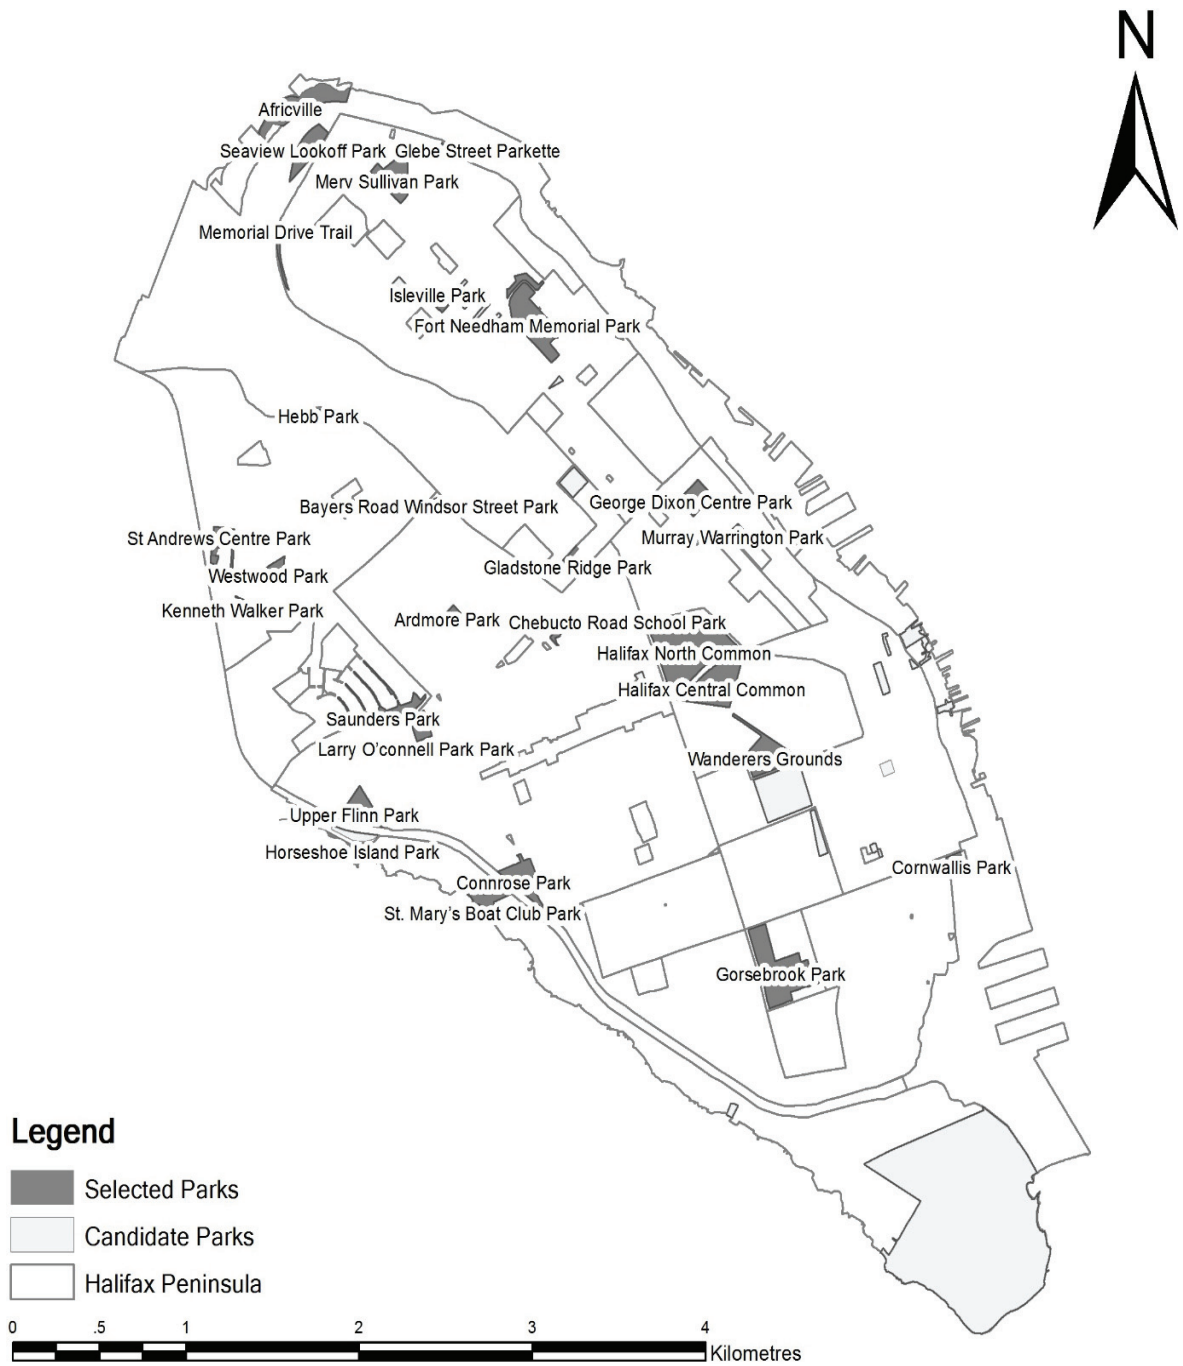 N
Africville
Seaview Lookoff Park Glebe Street Parkette
Merv Sullivan Park
Memorial Drive Trail
Isleville Park
Fort Needham Memorial Park
Hebb Park
Bayers Road Windsor Street Park
George Dixon Centre Park
St Andrews Centre Park
Murray Warrington Park
Westwood Park
Gladstone Ridge Park
Kenneth Walker Park
Ardmore Park
Chebucto Road School Park
Halifax North Common
Halifax Central Common
Saunders Park
Larry O'connell Park Park
Wanderers Grounds
Upper Flinn Park
Horseshoe Island Park
Cornwallis Park
Connrose Park
St. Mary's Boat Club Park
Gorsebrook Park
Legend
Selected Parks
Candidate Parks
Halifax Peninsula
0 .5 1 2 3 4
Kilometres